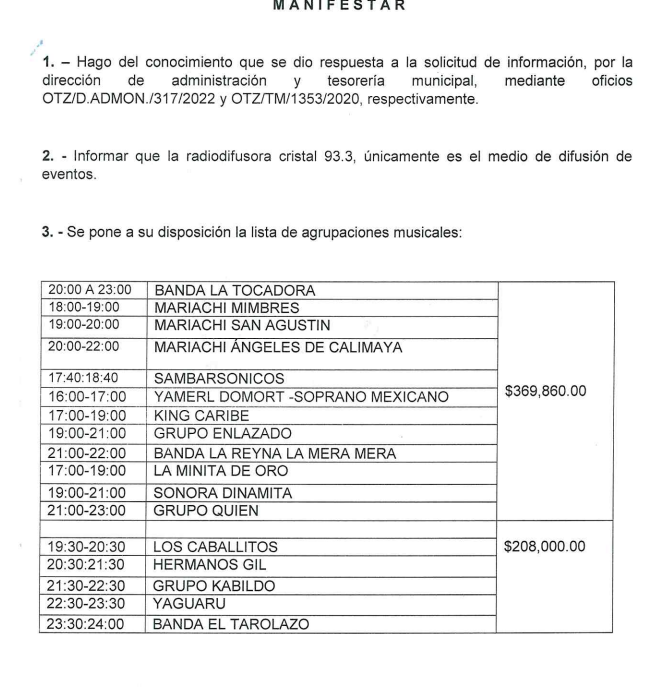 MANIFESTAR
1. – Hago del conocimiento que se dio respuesta a la solicitud de información, por la
dirección de administración y tesorería municipal, mediante oficios
OTZ/D.ADMON./317/2022 y OTZ/TM/1353/2020, respectivamente.
2. - Informar que la radiodifusora cristal 93.3, únicamente es el medio de difusión de
eventos.
3. - Se pone a su disposición la lista de agrupaciones musicales:
20:00 A 23:00 BANDA LA TOCADORA
18:00-19:00 MARIACHI MIMBRES
19:00-20:00 MARIACHI SAN AGUSTIN
20:00-22:00 MARIACHI ÁNGELES DE CALIMAYA
17:40:18:40 SAMBARSONICOS
16:00-17:00 YAMERL DOMORT -SOPRANO MEXICANO $369,860.00
17:00-19:00 KING CARIBE
19:00-21:00 GRUPO ENLAZADO
21:00-22:00 BANDA LA REYNA LA MERA MERA
17:00-19:00 LA MINITA DE ORO
19:00-21:00 SONORA DINAMITA
21:00-23:00 GRUPO QUIEN
19:30-20:30 LOS CABALLITOS $208,000.00
20:30:21:30 HERMANOS GIL
21:30-22:30 GRUPO KABILDO
22:30-23:30 YAGUARU
23:30:24:00 BANDA EL TAROLAZO